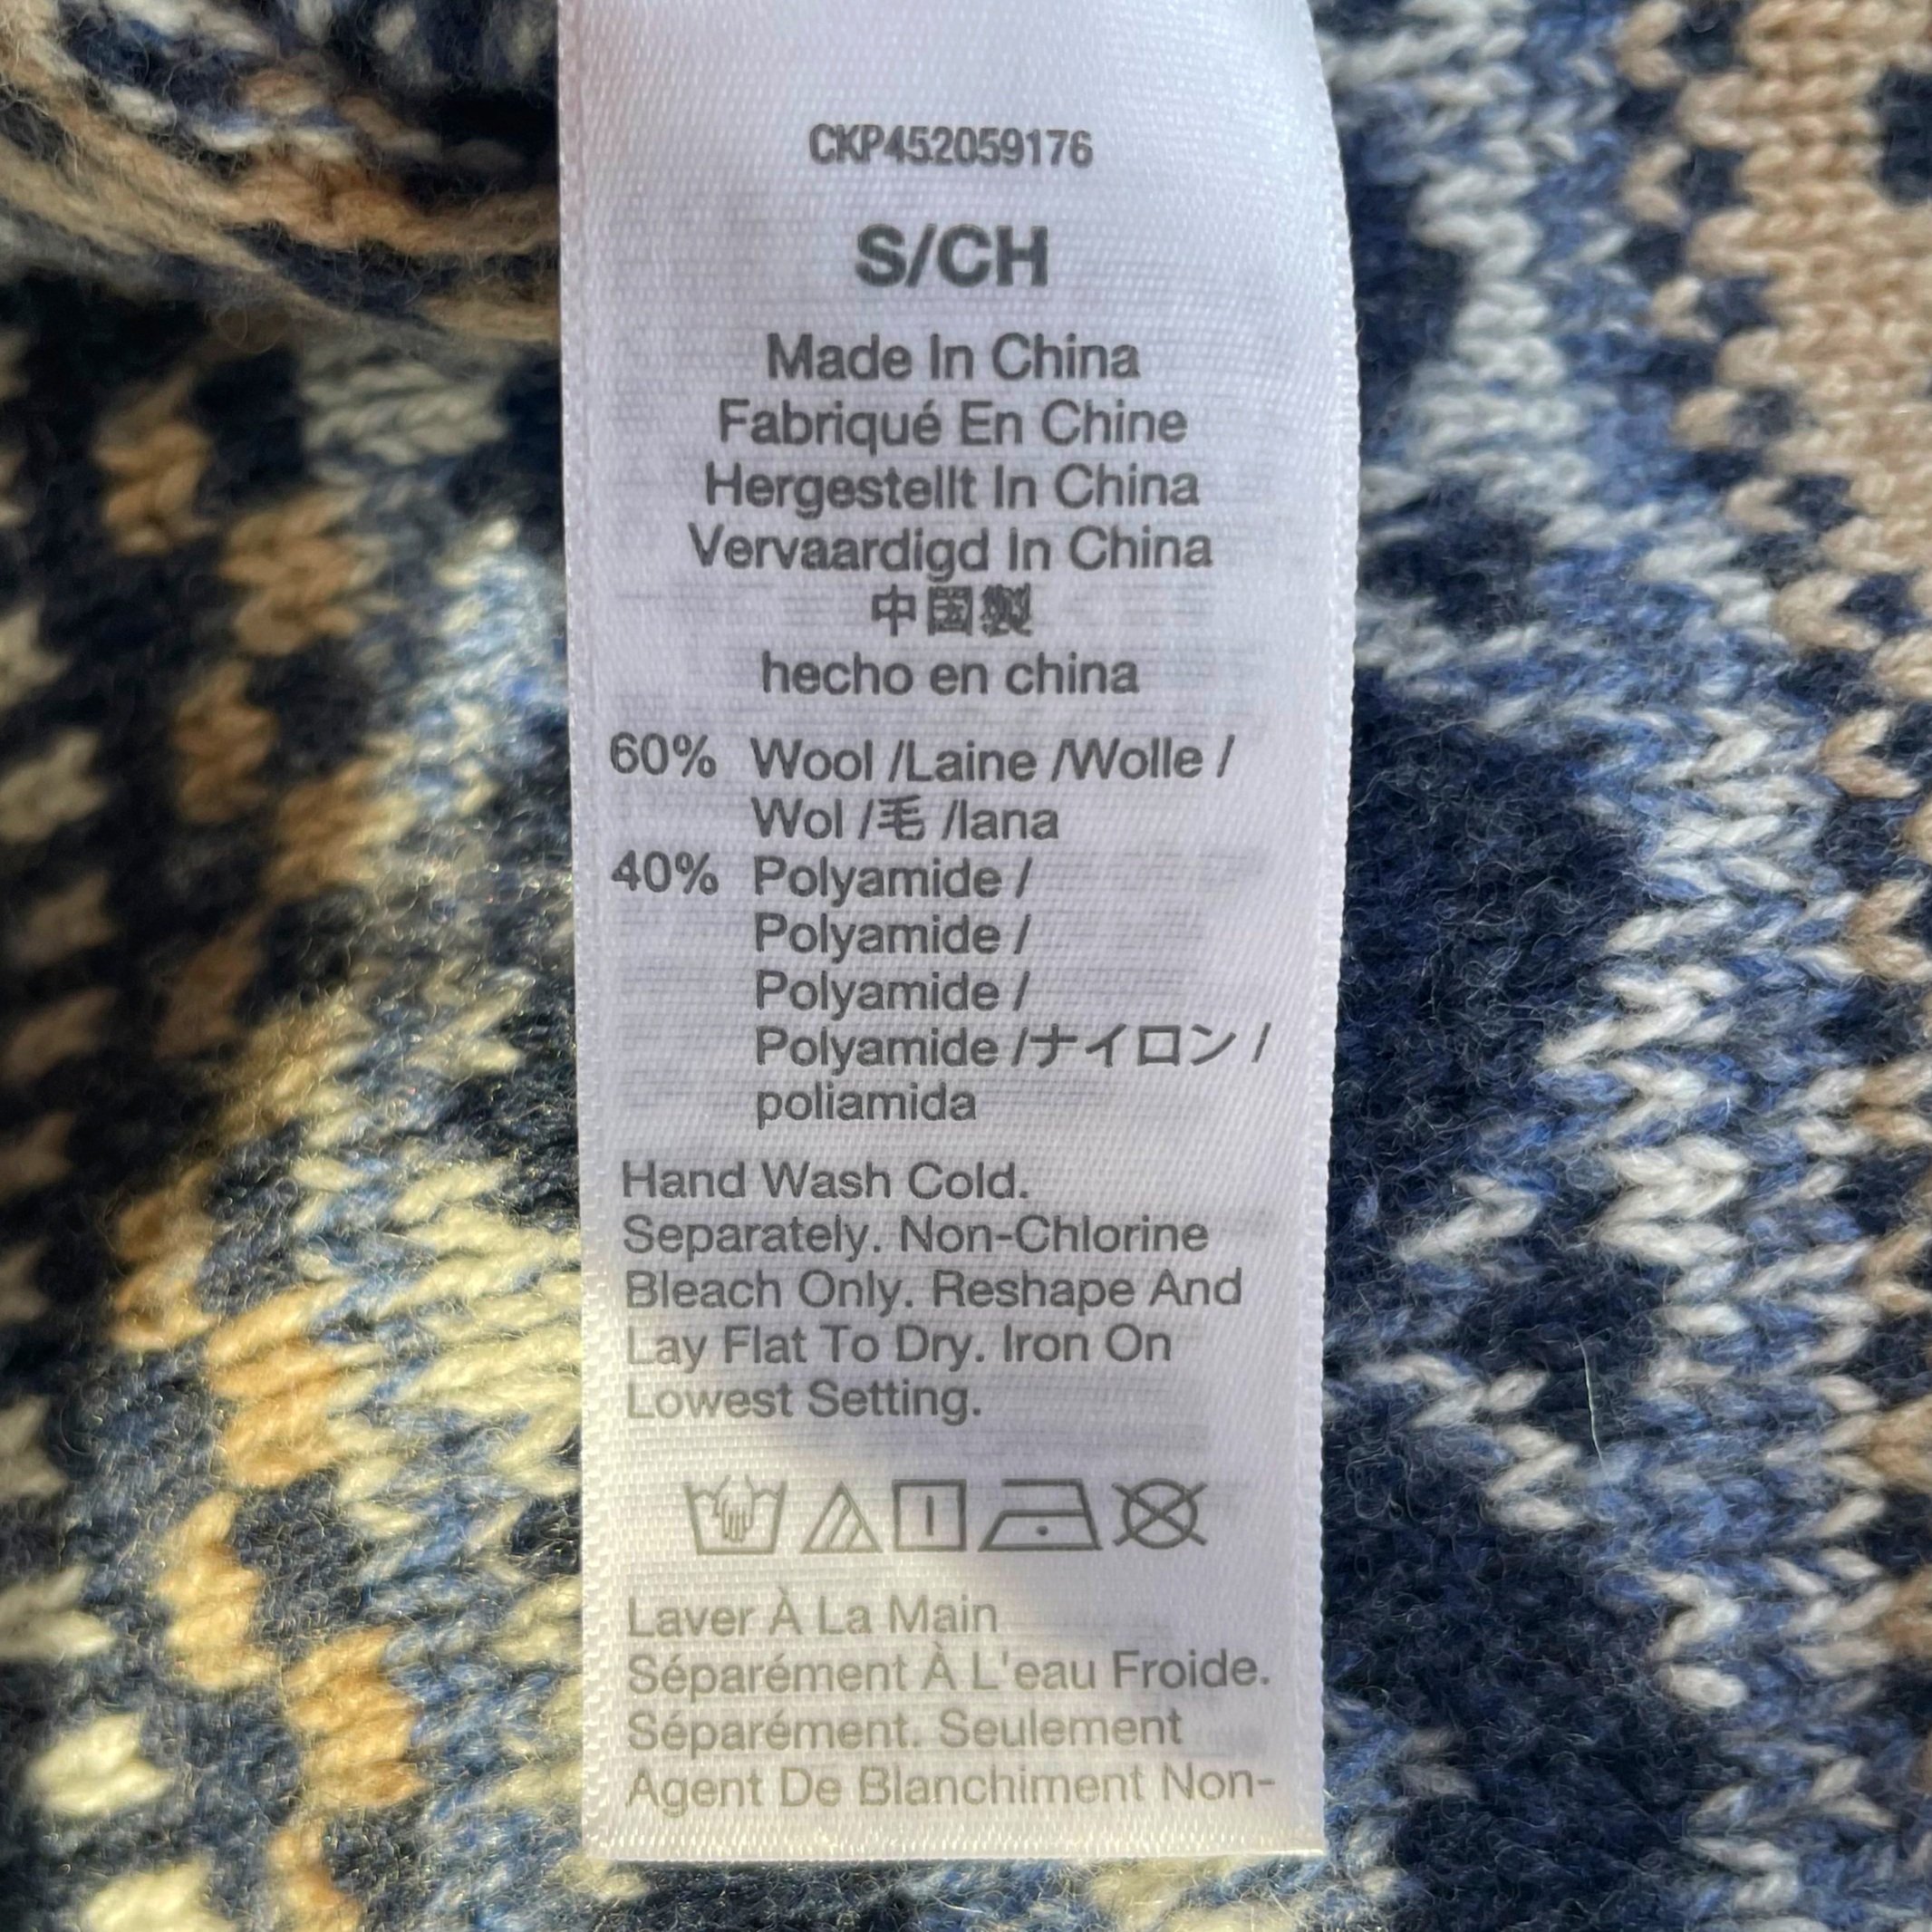 CKP452059176
S/CH
Made In China
Fabriqué En Chine
Hergestellt In China
Vervaardigd In China
中国製
hecho en china
60% Wool /Laine /Wolle /
Wol /毛 /lana
40% Polyamide /
Polyamide /
Polyamide /
Polyamide /ナイロン /
poliamida
Hand Wash Cold.
Separately. Non-Chlorine
Bleach Only. Reshape And
Lay Flat To Dry. Iron On
Lowest Setting.
Laver À La Main
Séparément À L'eau Froide.
Séparément. Seulement
Agent De Blanchiment Non-